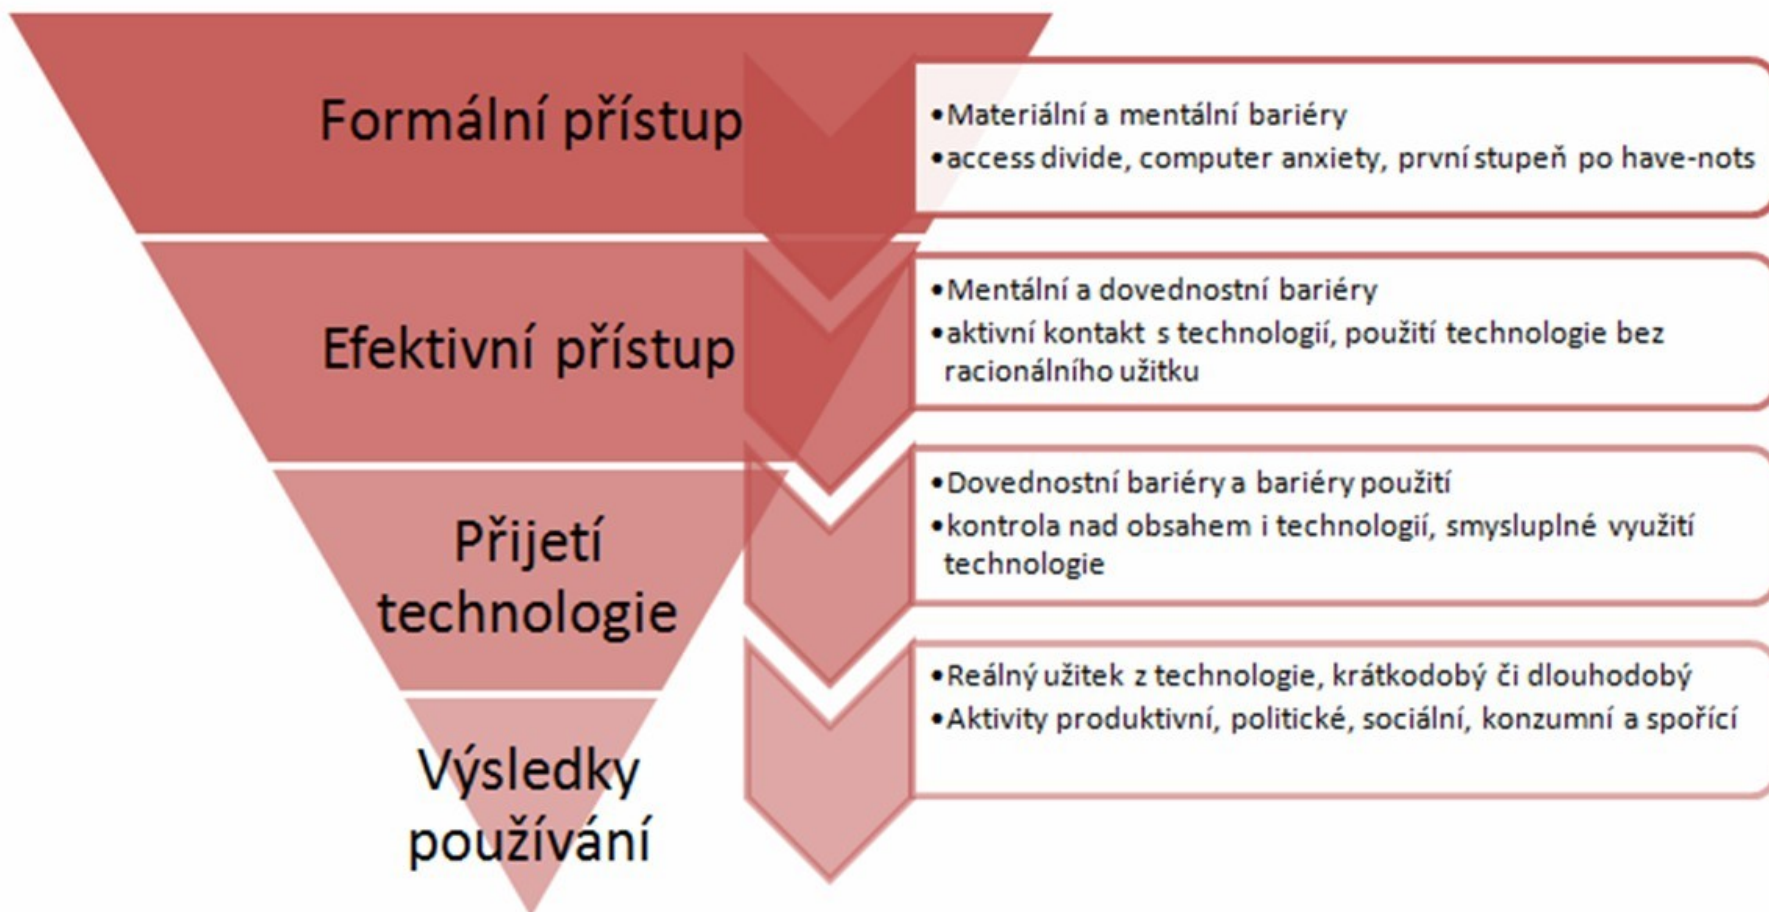 Formální přístup
•Materiální a mentální bariéry
•access divide, computer anxiety, první stupeň po have-nots
Efektivní přístup
•Mentální a dovednostní bariéry
•aktivní kontakt s technologií, použití technologie bez
racionálního užitku
Přijetí
technologie
•Dovednostní bariéry a bariéry použití
•kontrola nad obsahem i technologií, smysluplné využití
technologie
Výsledky
používání
•Reálný užitek z technologie, krátkodobý či dlouhodobý
•Aktivity produktivní, politické, sociální, konzumní a spořící